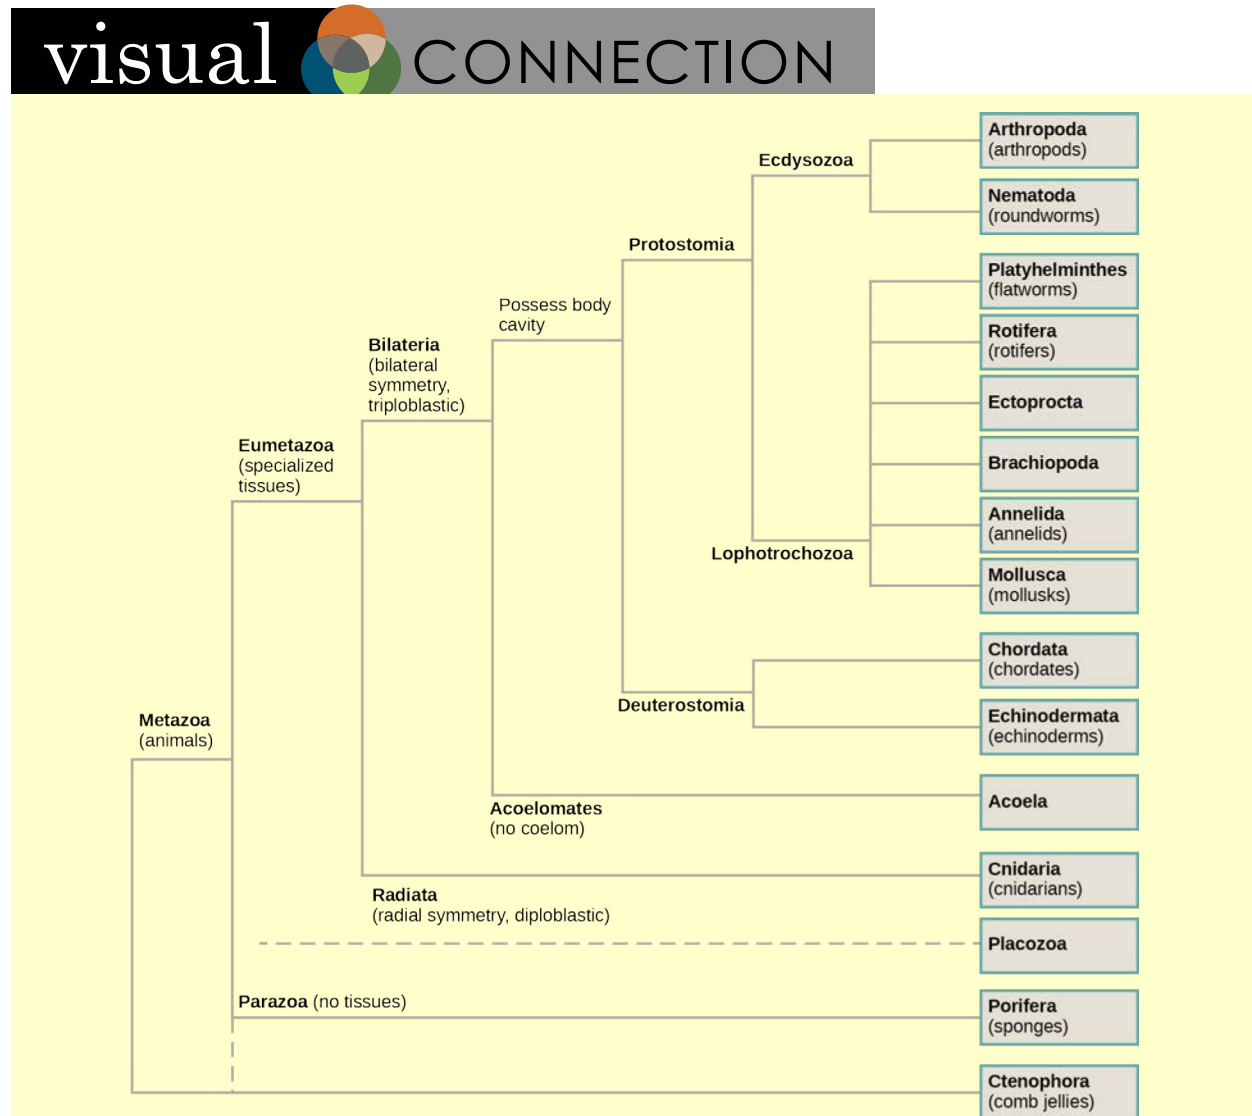 visual CONNECTION
Arthropoda
(arthropods)
Ecdysozoa
Nematoda
(roundworms)
Protostomia
Platyhelminthes
(flatworms)
Possess body
cavity
Rotifera
(rotifers)
Bilateria
(bilateral
symmetry,
triploblastic)
Ectoprocta
Eumetazoa
(specialized
tissues)
Brachiopoda
Annelida
(annelids)
Lophotrochozoa
Mollusca
(mollusks)
Chordata
(chordates)
Deuterostomia
Echinodermata
(echinoderms)
Metazoa
(animals)
Acoelomates
(no coelom)
Acoela
Cnidaria
(cnidarians)
Radiata
(radial symmetry, diploblastic)
Placozoa
Parazoa (no tissues)
Porifera
(sponges)
Ctenophora
(comb jellies)